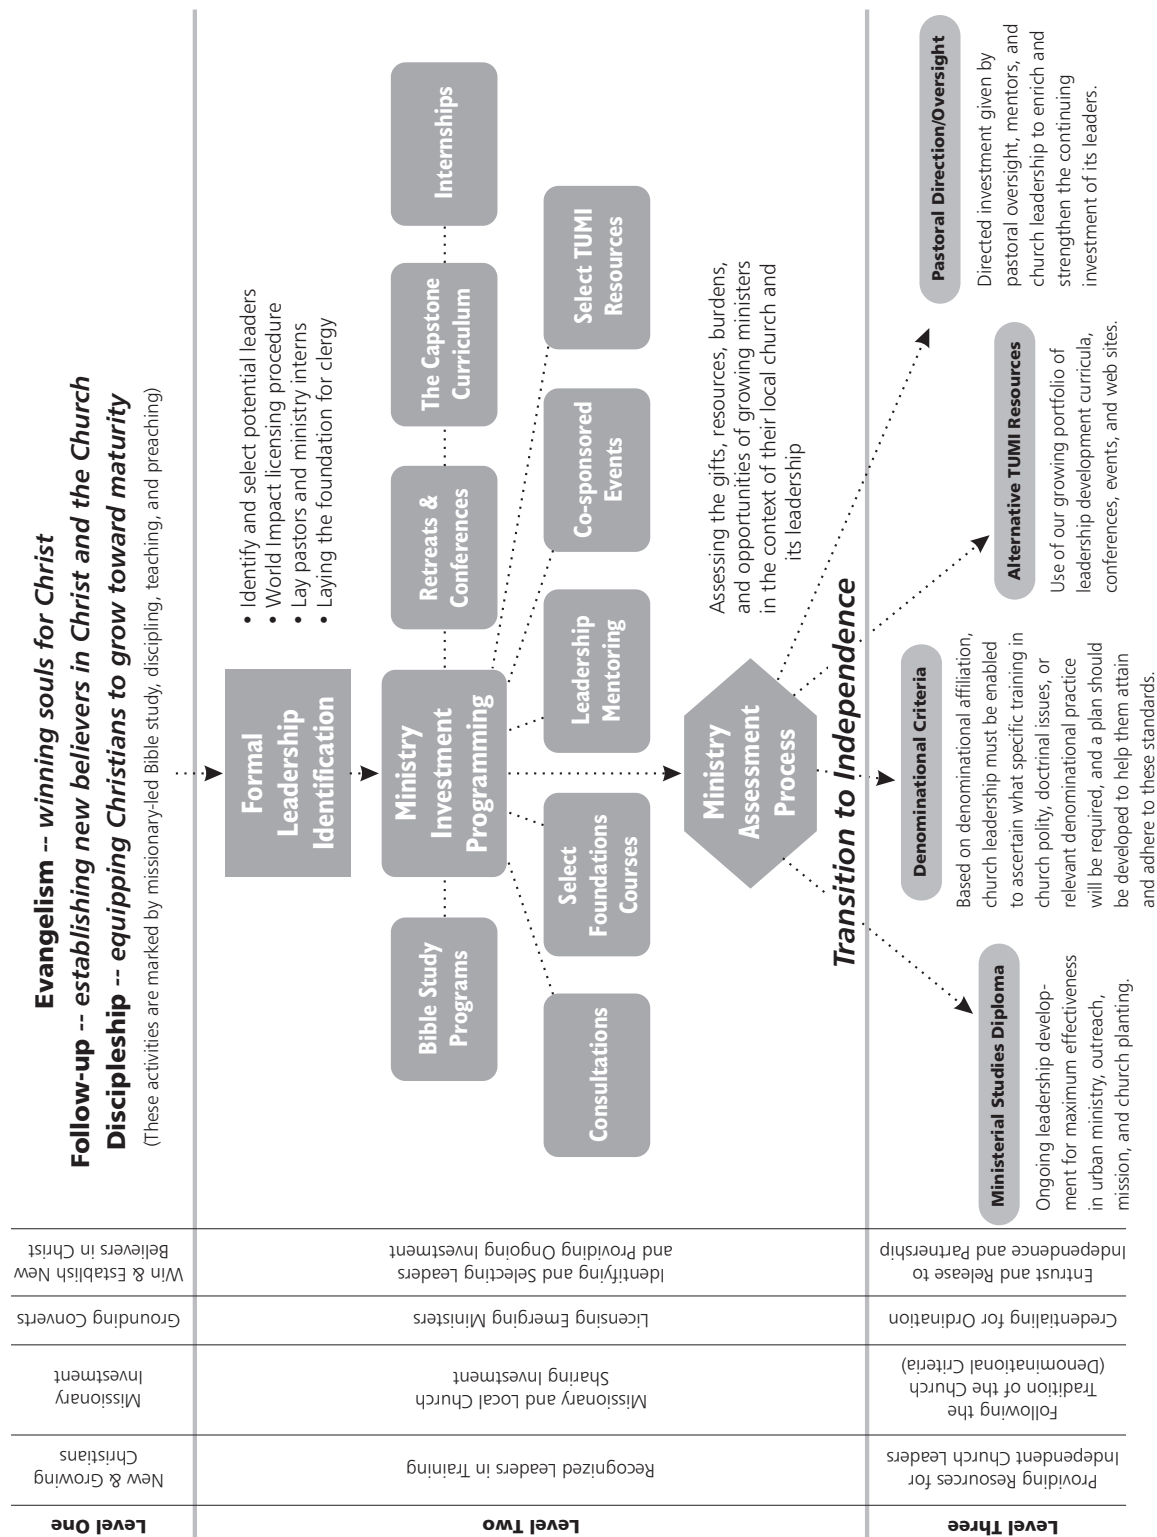 Level One
New & Growing
Christians
Missionary
Investment
Grounding Converts
Win & Establish New
Believers in Christ
Evangelism -- winning souls for Christ
Follow-up -- establishing new believers in Christ and the Church
Discipleship -- equipping Christians to grow toward maturity
(These activities are marked by missionary-led Bible study, discipling, teaching, and preaching)
Level Two
Recognized Leaders in Training
Missionary and Local Church
Sharing Investment
Licensing Emerging Ministers
Identifying and Selecting Leaders
and Providing Ongoing Investment
Formal
Leadership
Identification
• Identify and select potential leaders
• World Impact licensing procedure
• Lay pastors and ministry interns
• Laying the foundation for clergy
Bible Study
Programs
Ministry
Investment
Programming
Retreats &
Conferences
The Capstone
Curriculum
Internships
Consultations
Select
Foundations
Courses
Leadership
Mentoring
Co-sponsored
Events
Select TUMI
Resources
Ministry
Assessment
Process
Assessing the gifts, resources, burdens,
and opportunities of growing ministers
in the context of their local church and
its leadership
Transition to Independence
Level Three
Providing Resources for
Independent Church Leaders
Following the
Tradition of the Church
(Denominational Criteria)
Credentialing for Ordination
Entrust and Release to
Independence and Partnership
Ministerial Studies Diploma
Ongoing leadership develop-
ment for maximum effectiveness
in urban ministry, outreach,
mission, and church planting.
Denominational Criteria
Based on denominational affiliation,
church leadership must be enabled
to ascertain what specific training in
church polity, doctrinal issues, or
relevant denominational practice
will be required, and a plan should
be developed to help them attain
and adhere to these standards.
Alternative TUMI Resources
Use of our growing portfolio of
leadership development curricula,
conferences, events, and web sites.
Pastoral Direction/Oversight
Directed investment given by
pastoral oversight, mentors, and
church leadership to enrich and
strengthen the continuing
investment of its leaders.